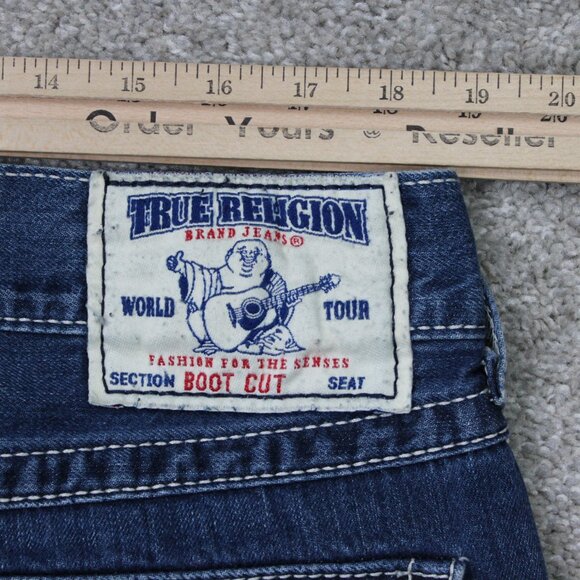 14 15 16 17 18 19 20
Order Yours @ Reseller
TRUE RELIGION
BRAND JEANS®
WORLD TOUR
FASHION FOR THE SENSES
SECTION BOOT CUT SEAT